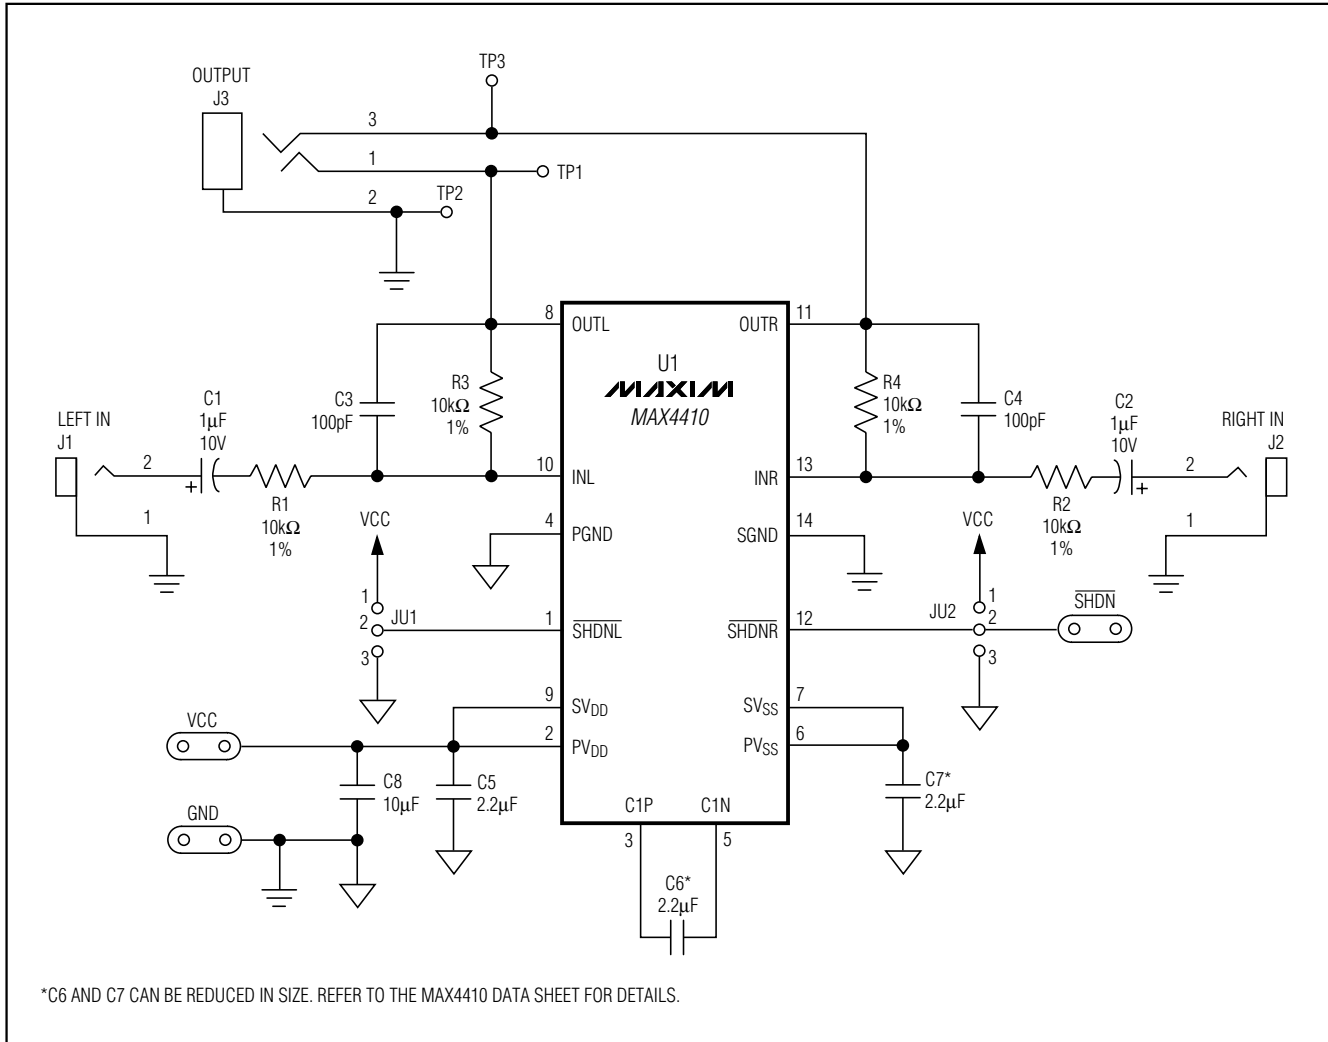 TP3
OUTPUT
J3
3
1
TP1
2
TP2
8
OUTL
OUTR
11
U1
MAXIM
MAX4410
R3
10kΩ
1%
C3
100pF
R4
10kΩ
1%
C4
100pF
C1
1µF
10V
C2
1µF
10V
LEFT IN
J1
2
+
1
R1
10kΩ
1%
10
INL
INR
13
R2
10kΩ
1%
+
2
RIGHT IN
J2
1
4
PGND
SGND
14
VCC
1
2
3
JU1
1
SHDNL
SHDNR
12
VCC
JU2
1
2
3
SHDN
9
SVDD
SVSS
7
VCC
2
PVDD
PVSS
6
C8
10µF
C5
2.2µF
C7*
2.2µF
GND
C1P
C1N
3
5
C6*
2.2µF
*C6 AND C7 CAN BE REDUCED IN SIZE. REFER TO THE MAX4410 DATA SHEET FOR DETAILS.